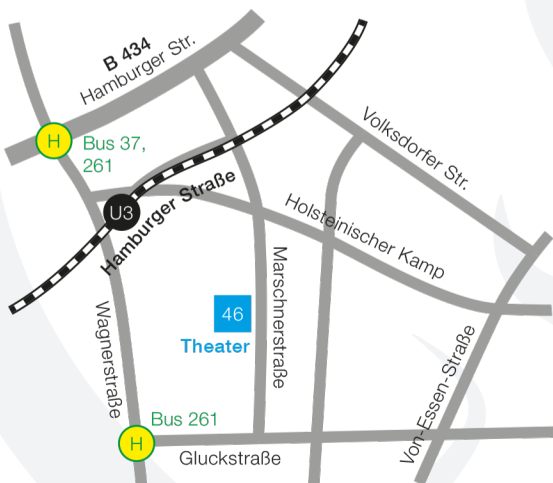 B 434
Hamburger Str.
H
Bus 37,
261
Volksdorfer Str.
U3
Hamburger Straße
Holsteinischer Kamp
46
Theater
Marschnerstraße
Wagnerstraße
Von-Essen-Straße
Bus 261
H
Gluckstraße